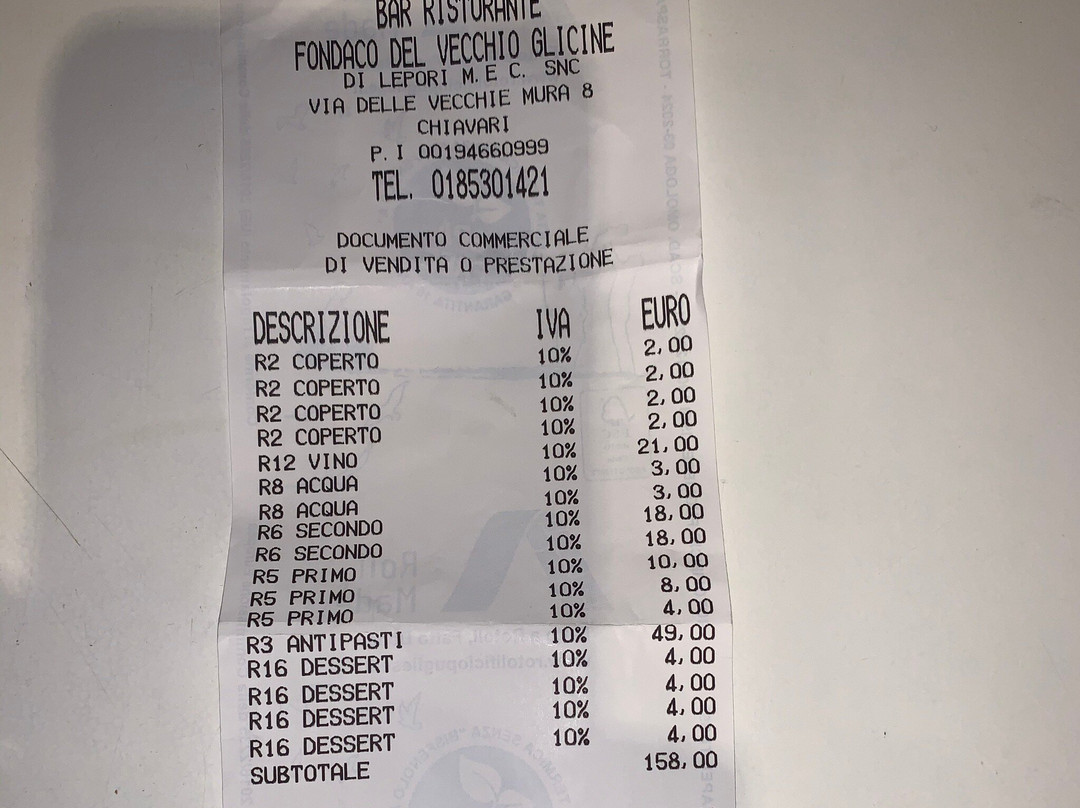 BAR RISTORANTE
FONDACO DEL VECCHIO GLICINE
DI LEPORI M. E C. SNC
VIA DELLE VECCHIE MURA 8
CHIAVARI
P. I 00194660999
TEL. 0185301421
DOCUMENTO COMMERCIALE
DI VENDITA O PRESTAZIONE
DESCRIZIONE IVA EURO
R2 COPERTO 10% 2,00
R2 COPERTO 10% 2,00
R2 COPERTO 10% 2,00
R2 COPERTO 10% 2,00
R12 VINO 10% 21,00
R8 ACQUA 10% 3,00
R8 ACQUA 10% 3,00
R6 SECONDO 10% 18,00
R6 SECONDO 10% 18,00
R5 PRIMO 10% 10,00
R5 PRIMO 10% 8,00
R5 PRIMO 10% 4,00
R3 ANTIPASTI 10% 49,00
R16 DESSERT 10% 4,00
R16 DESSERT 10% 4,00
R16 DESSERT 10% 4,00
R16 DESSERT 10% 4,00
SUBTOTALE 158,00